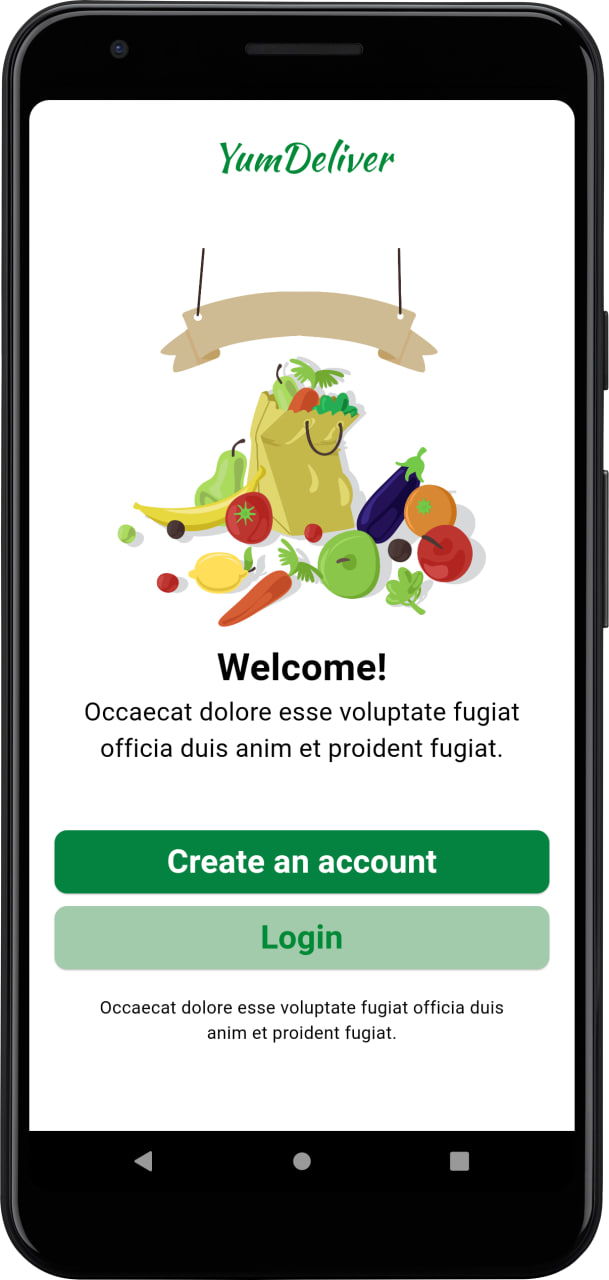 YumDeliver
Welcome!
Occaecat dolore esse voluptate fugiat
officia duis anim et proident fugiat.
Create an account
Login
Occaecat dolore esse voluptate fugiat officia duis
anim et proident fugiat.